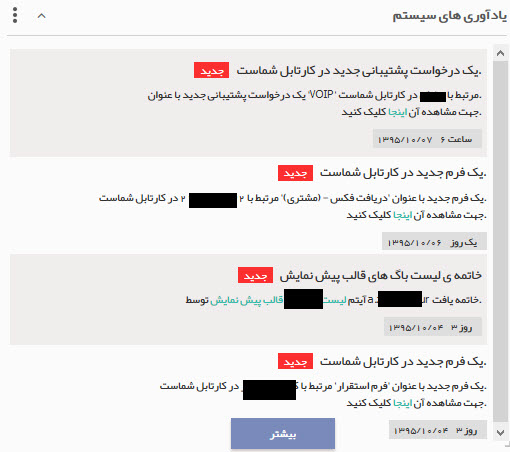 یادآوری های سیستم
یک درخواست پشتیبانی جدید در کارتابل شماست. جدید
یک درخواست پشتیبانی جدید با عنوان 'VOIP' در کارتابل شماست مرتبط با.
جهت مشاهده آن اینجا کلیک کنید.
۶ ساعت ۱۳۹۵/۱۰/۰۷
یک فرم جدید در کارتابل شماست. جدید
یک فرم جدید با عنوان 'دریافت فکس - (مشتری)' مرتبط با ۲ ۲ در کارتابل شماست.
جهت مشاهده آن اینجا کلیک کنید.
یک روز ۱۳۹۵/۱۰/۰۶
خاتمه ی لیست باگ های قالب پیش نمایش جدید
آیتم لیست قالب پیش نمایش توسط خاتمه یافت.
۳ روز ۱۳۹۵/۱۰/۰۴
یک فرم جدید در کارتابل شماست. جدید
یک فرم جدید با عنوان 'فرم استقرار' مرتبط با در کارتابل شماست.
جهت مشاهده آن اینجا کلیک کنید.
۳ روز ۱۳۹۵/۱۰/۰۴
بیشتر